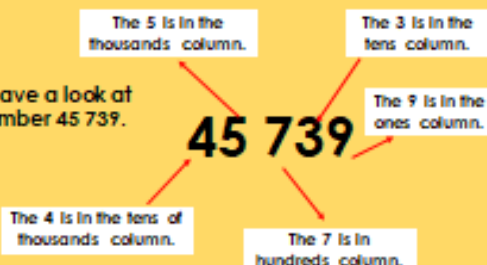 The 5 is in the
thousands column.
The 3 is in the
tens column.
ave a look at
mber 45 739.
The 9 is in the
ones column.
45 739
The 4 is in the tens of
thousands column.
The 7 is in
hundreds column.